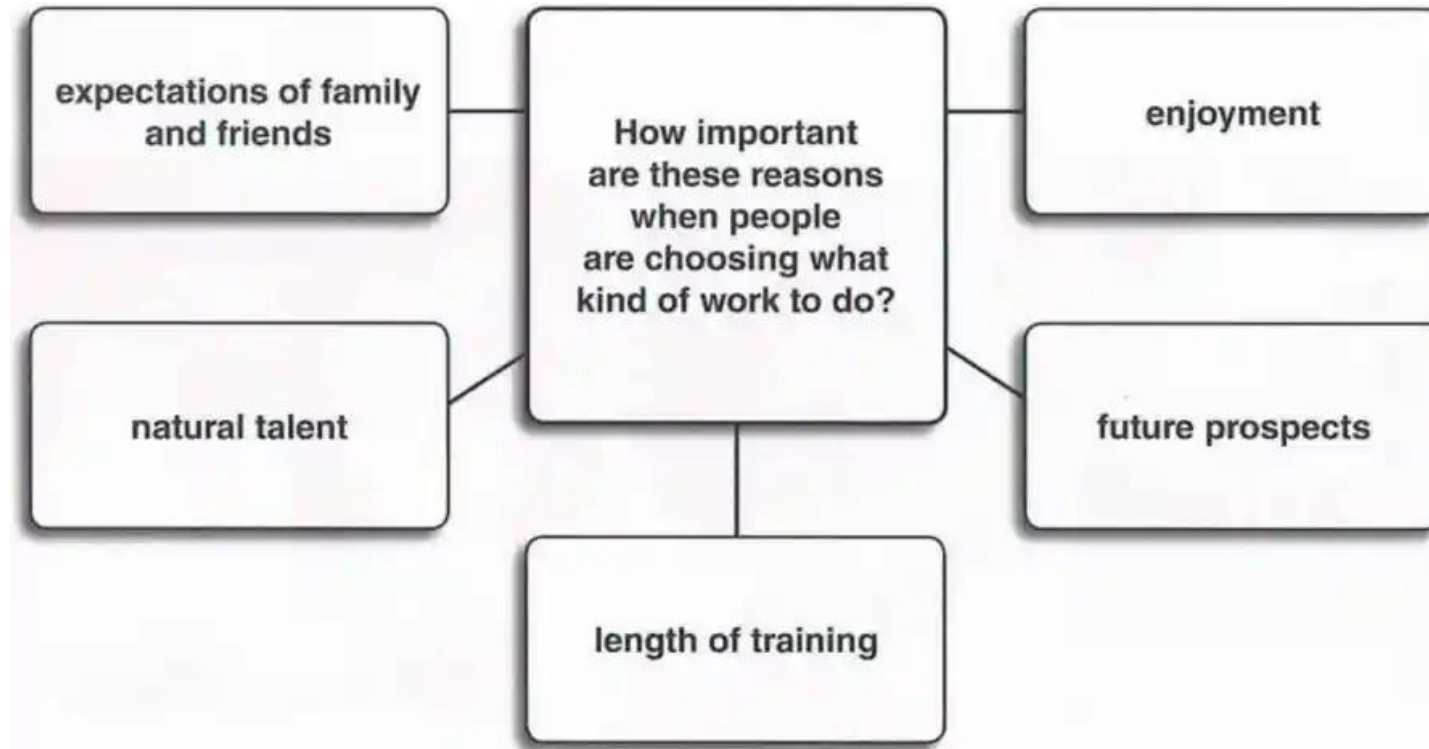 expectations of family
and friends
How important
are these reasons
when people
are choosing what
kind of work to do?
enjoyment
natural talent
future prospects
length of training